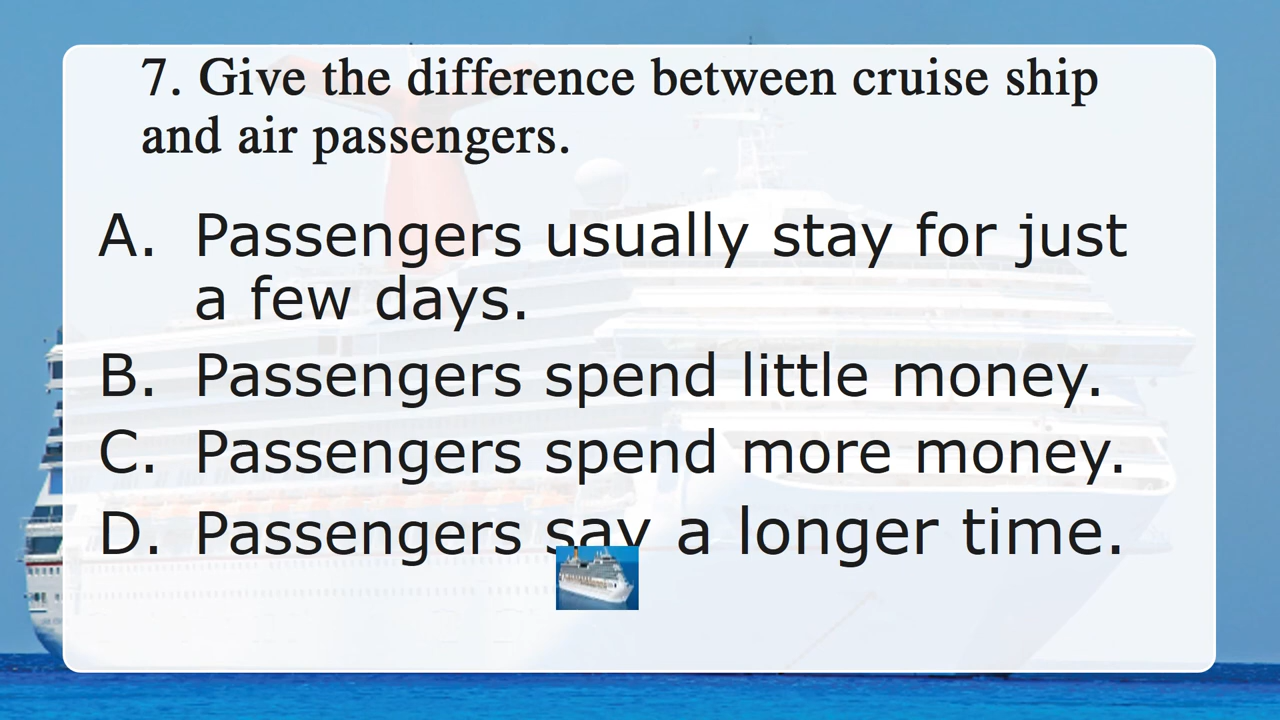 7. Give the difference between cruise ship
and air passengers.
A. Passengers usually stay for just
a few days.
B. Passengers spend little money.
C. Passengers spend more money.
D. Passengers say a longer time.